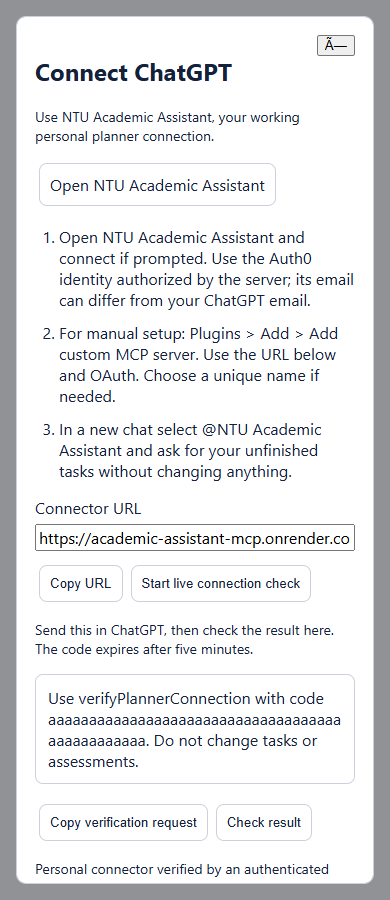 Ã—
Connect ChatGPT
Use NTU Academic Assistant, your working
personal planner connection.
Open NTU Academic Assistant
1. Open NTU Academic Assistant and
connect if prompted. Use the Auth0
identity authorized by the server; its email
can differ from your ChatGPT email.
2. For manual setup: Plugins > Add > Add
custom MCP server. Use the URL below
and OAuth. Choose a unique name if
needed.
3. In a new chat select @NTU Academic
Assistant and ask for your unfinished
tasks without changing anything.
Connector URL
https://academic-assistant-mcp.onrender.co
Copy URL
Start live connection check
Send this in ChatGPT, then check the result here.
The code expires after five minutes.
Use verifyPlannerConnection with code
aaaaaaaaaaaaaaaaaaaaaaaaaaaaaaaaaaa
aaaaaaaaaaaa. Do not change tasks or
assessments.
Copy verification request
Check result
Personal connector verified by an authenticated